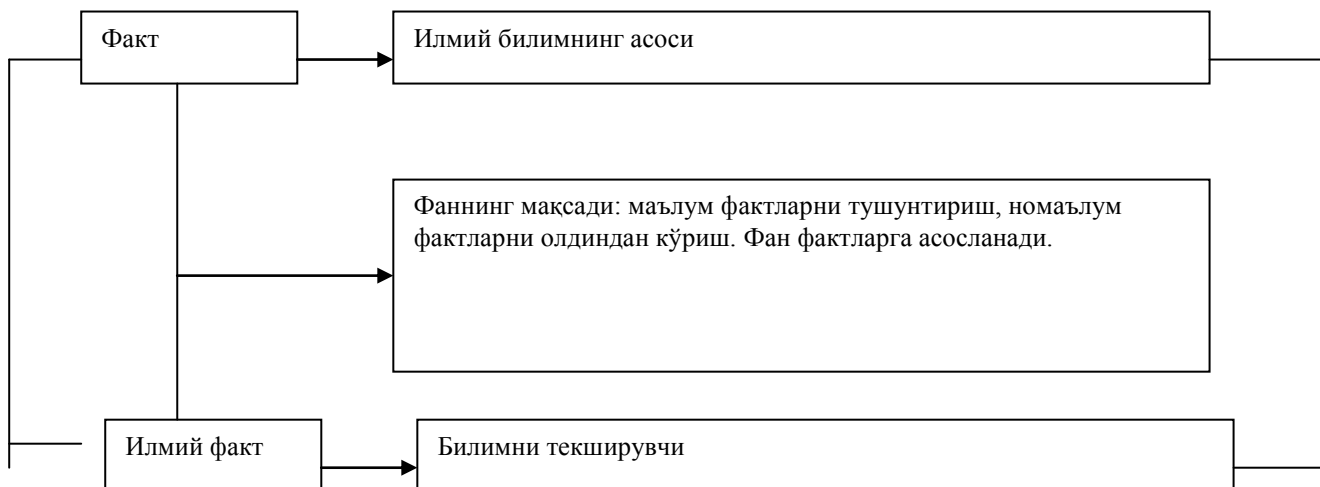 Факт
Илмий билимнинг асоси
Фаннинг мақсади: маълум фактларни тушунтириш, номаълум
фактларни олдиндан кўриш. Фан фактларга асосланади.
Илмий факт
Билимни текширувчи